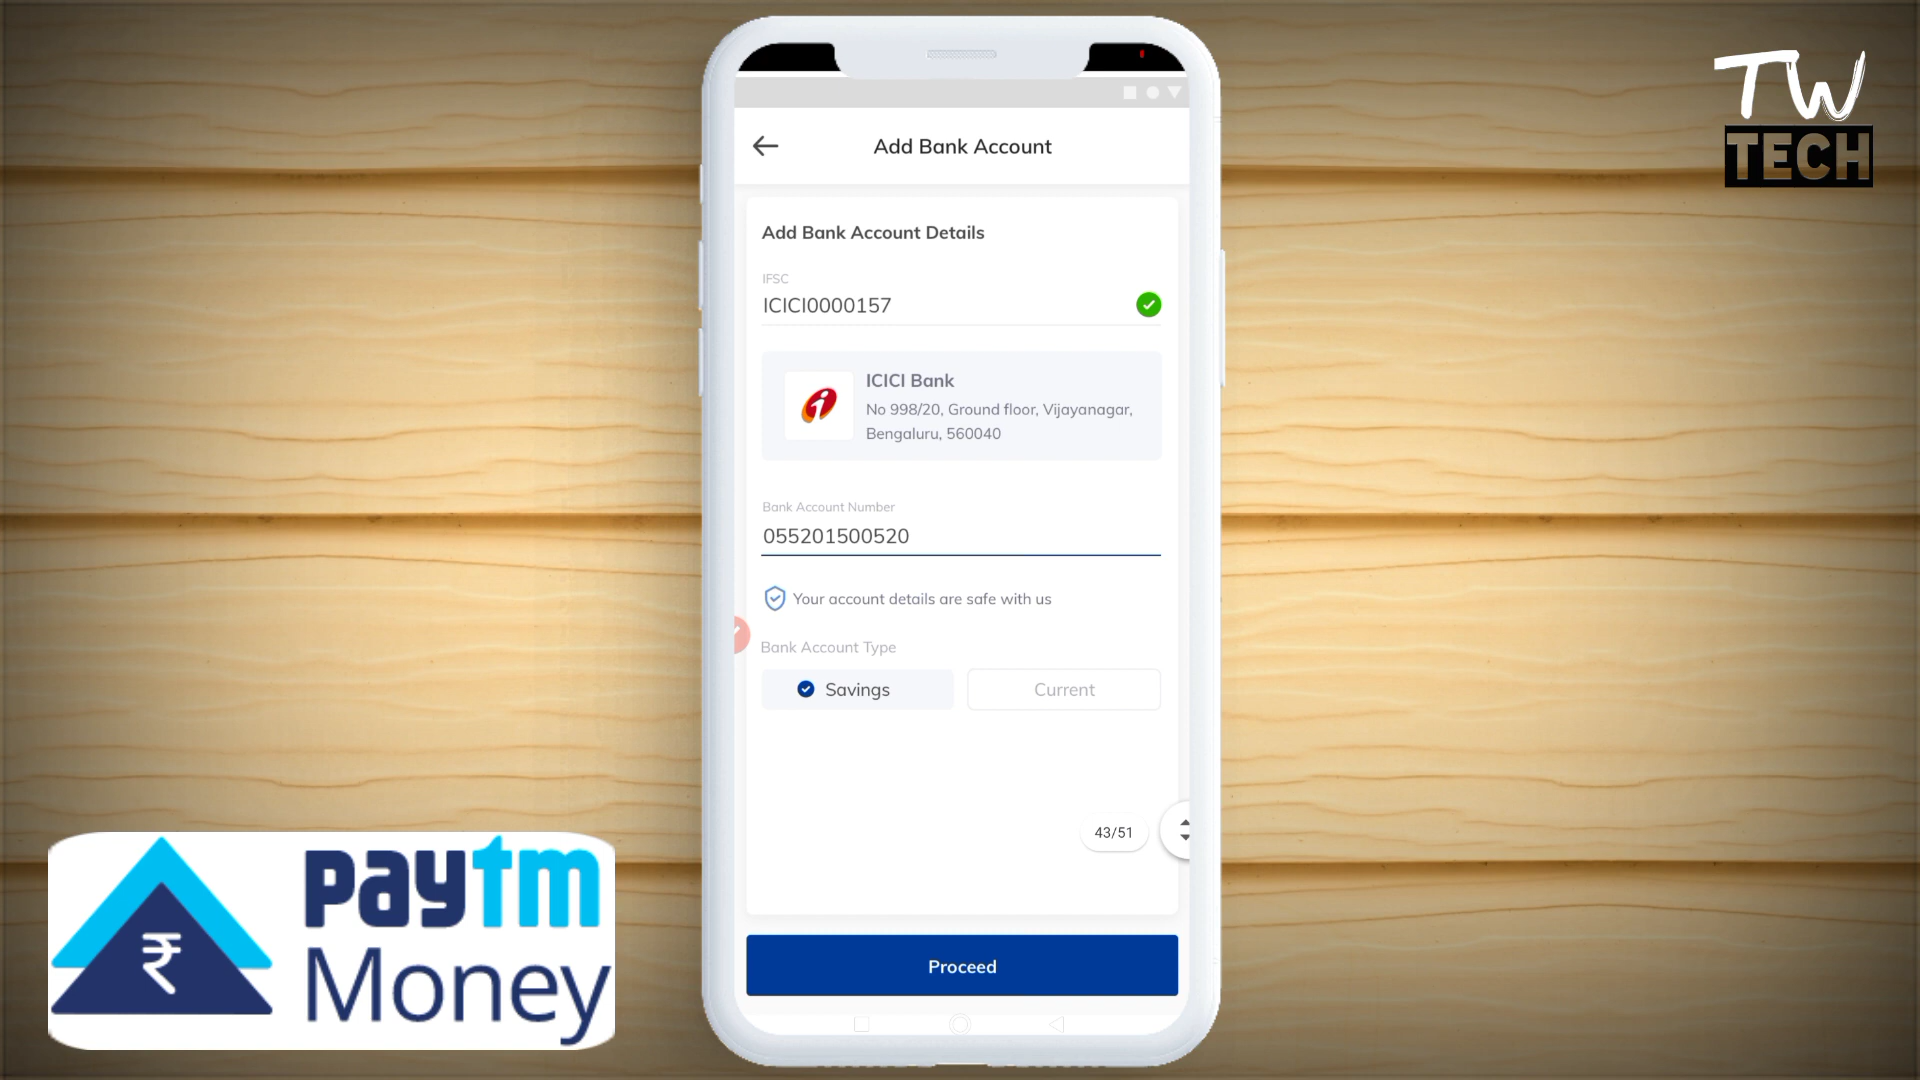 TW
TECH
Add Bank Account
Add Bank Account Details
IFSC
ICICI0000157
ICICI Bank
No 998/20, Ground floor, Vijayanagar,
Bengaluru, 560040
Bank Account Number
055201500520
Your account details are safe with us
Bank Account Type
Savings
Current
43/51
Proceed
₹
paytm
Money